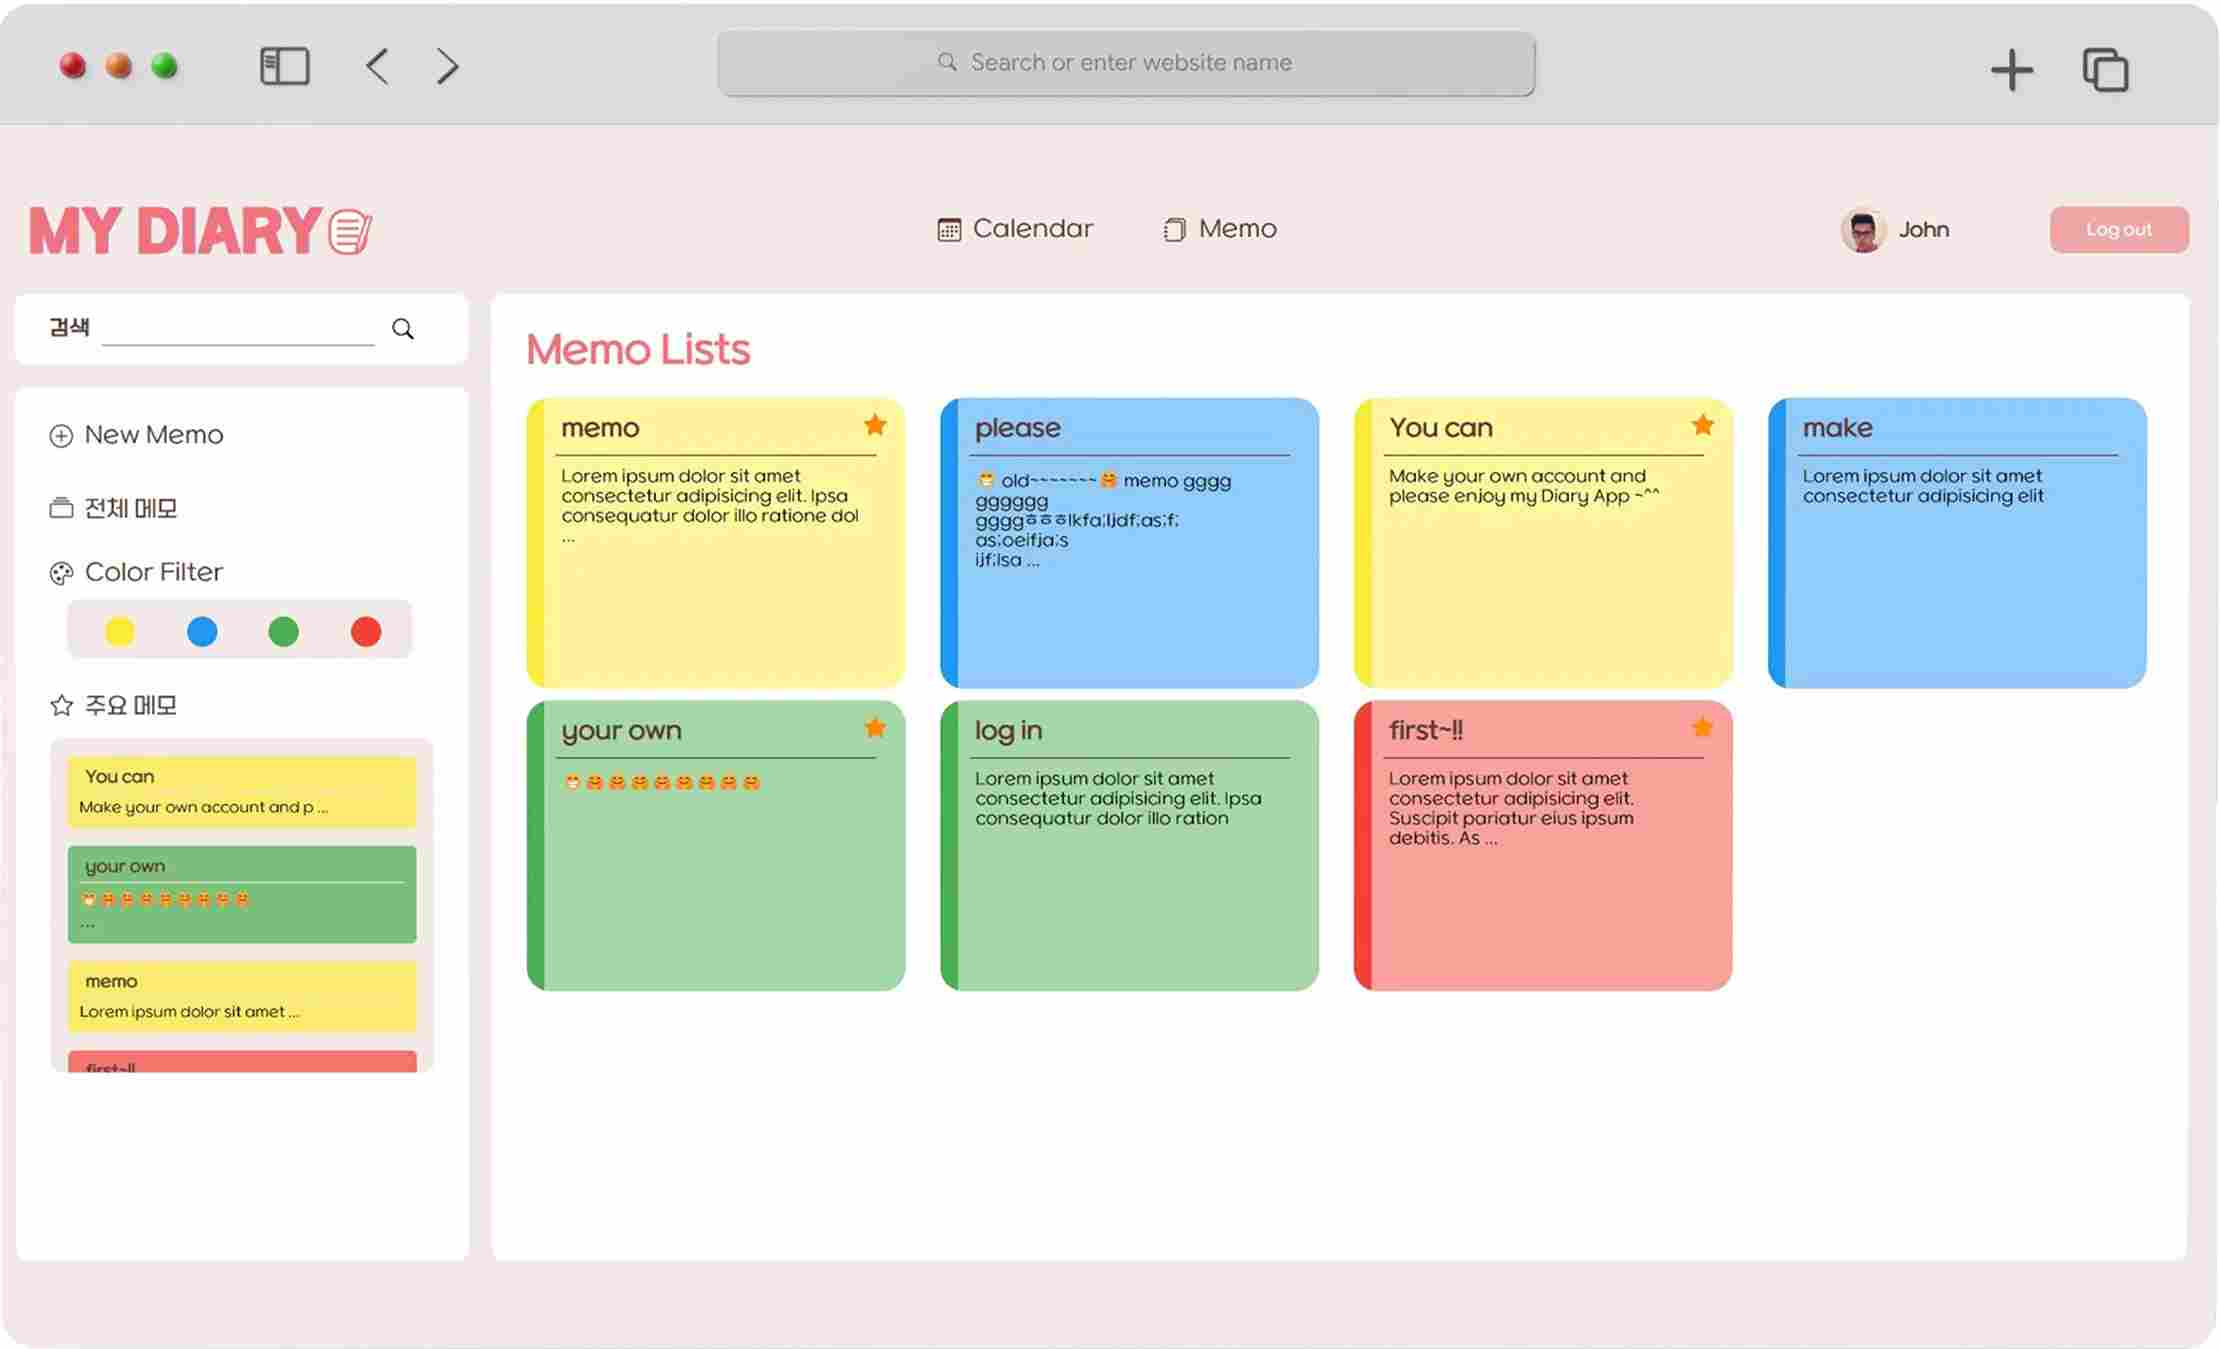 Search or enter website name
MY DIARY
Calendar
Memo
John
Log out
검색
New Memo
전체 메모
Color Filter
주요 메모
You can
Make your own account and p ...
your own
😁🤗🤗🤗🤗🤗🤗🤗🤗
...
memo
Lorem ipsum dolor sit amet ...
first~!!
Memo Lists
memo
Lorem ipsum dolor sit amet
consectetur adipisicing elit. Ipsa
consequatur dolor illo ratione dol
...
please
😁 old~~~~~~~🤗 memo gggg
gggggg
ggggㅎㅎㅎlkfa;ljdf;as;f;
as;oeifja;s
ijf;lsa ...
You can
Make your own account and
please enjoy my Diary App ~^^
make
Lorem ipsum dolor sit amet
consectetur adipisicing elit
your own
😁🤗🤗🤗🤗🤗🤗🤗🤗
log in
Lorem ipsum dolor sit amet
consectetur adipisicing elit. Ipsa
consequatur dolor illo ration
first~!!
Lorem ipsum dolor sit amet
consectetur adipisicing elit.
Suscipit pariatur eius ipsum
debitis. As ...